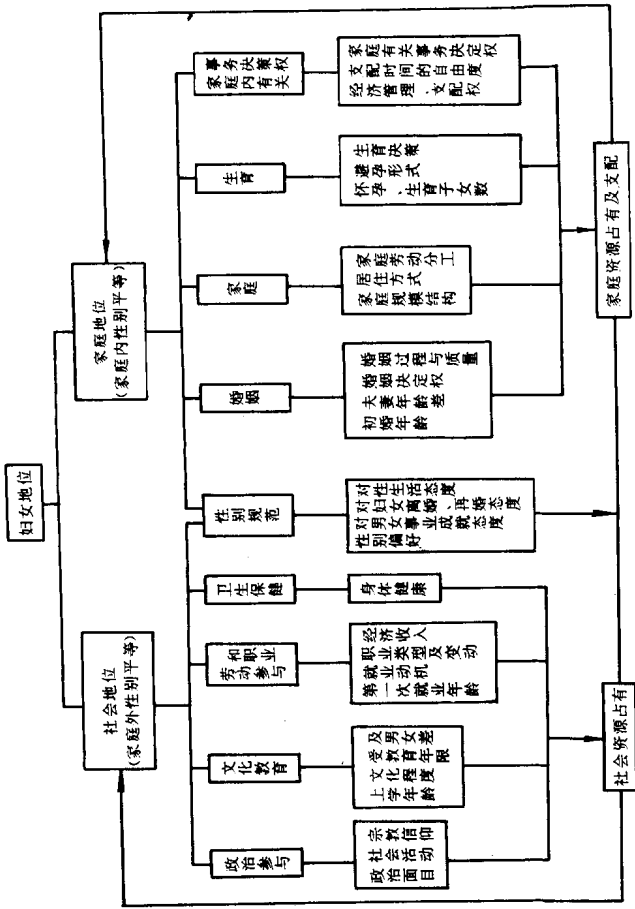 妇女地位
社会地位
(家庭外性别平等)
家庭地位
(家庭内性别平等)
政治参与
文化教育
劳动参与
和职业
卫生保健
性别规范
婚姻
家庭
生育
家庭内有关
事务决策权
政治面目
社会活动
宗教信仰
上学年龄
文化程度
受教育年限
及男女差
第一次就业年龄
就业动机
职业类型及变动
经济收入
身体健康
性别偏好
对男女事业成就态度
对妇女离婚、再婚态度
对性生活态度
初婚年龄
夫妻年龄差
婚姻决定权
婚姻过程与质量
家庭规模结构
居住方式
家庭劳动分工
怀孕、生育子女数
避孕形式
生育决策
经济管理、支配权
支配时间的自由度
家庭有关事务决定权
社会资源占有
家庭资源占有及支配